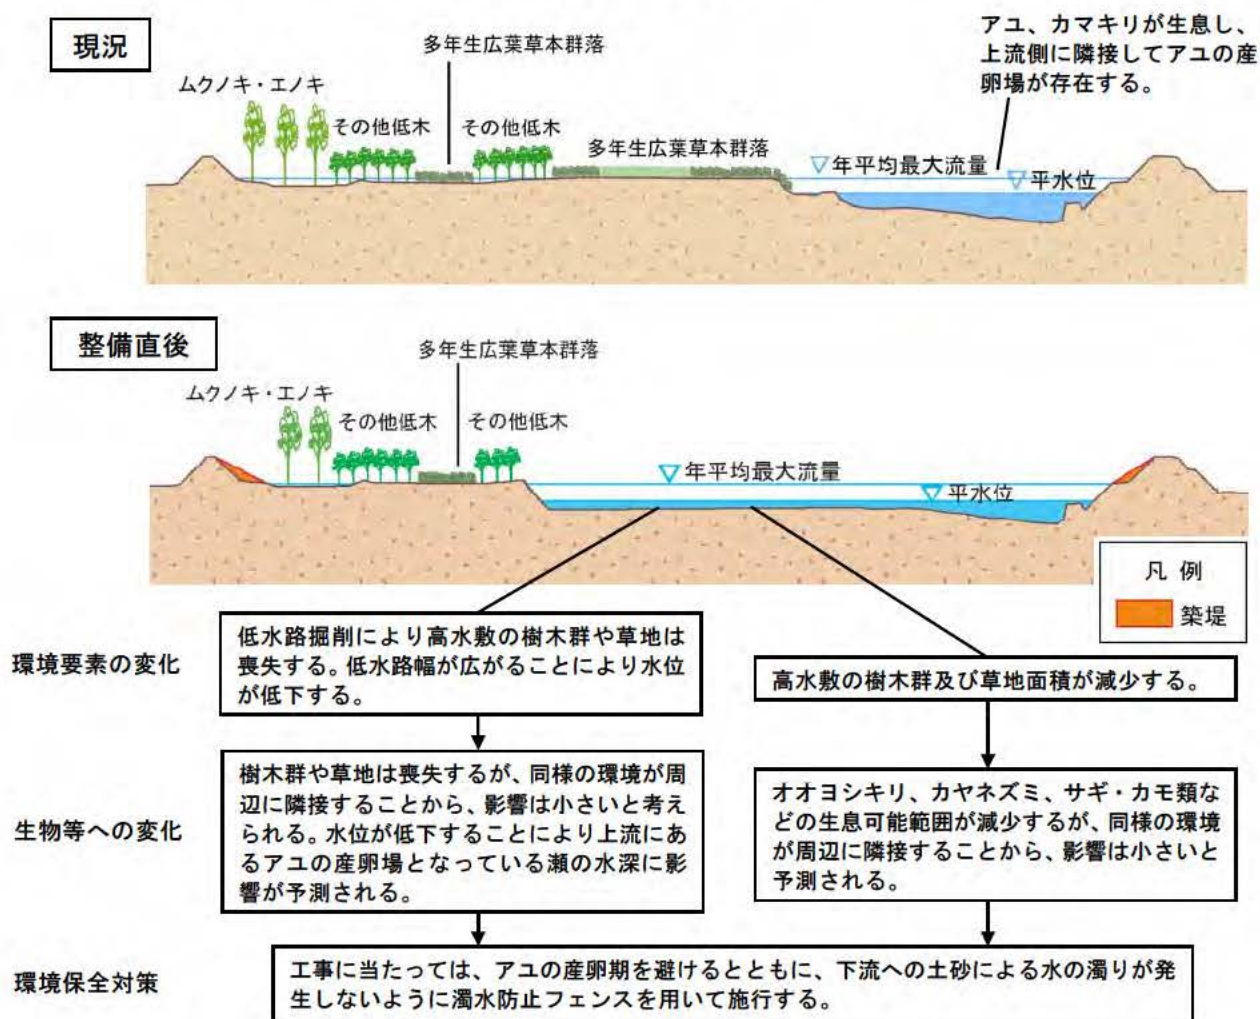 現況
多年生広葉草本群落
アユ、カマキリが生息し、
上流側に隣接してアユの産
卵場が存在する。
ムクノキ・エノキ
その他低木
その他低木
多年生広葉草本群落
▽年平均最大流量
▽平水位
整備直後
多年生広葉草本群落
ムクノキ・エノキ
その他低木
その他低木
▽年平均最大流量
▽平水位
凡 例
築堤
環境要素の変化
低水路掘削により高水敷の樹木群や草地は
喪失する。低水路幅が広がることにより水位
が低下する。
高水敷の樹木群及び草地面積が減少する。
生物等への変化
樹木群や草地は喪失するが、同様の環境が周
辺に隣接することから、影響は小さいと考え
られる。水位が低下することにより上流にあ
るアユの産卵場となっている瀬の水深に影
響が予測される。
オオヨシキリ、カヤネズミ、サギ・カモ類な
どの生息可能範囲が減少するが、同様の環境
が周辺に隣接することから、影響は小さいと
予測される。
環境保全対策
工事に当たっては、アユの産卵期を避けるとともに、下流への土砂による水の濁りが発
生しないように濁水防止フェンスを用いて施行する。